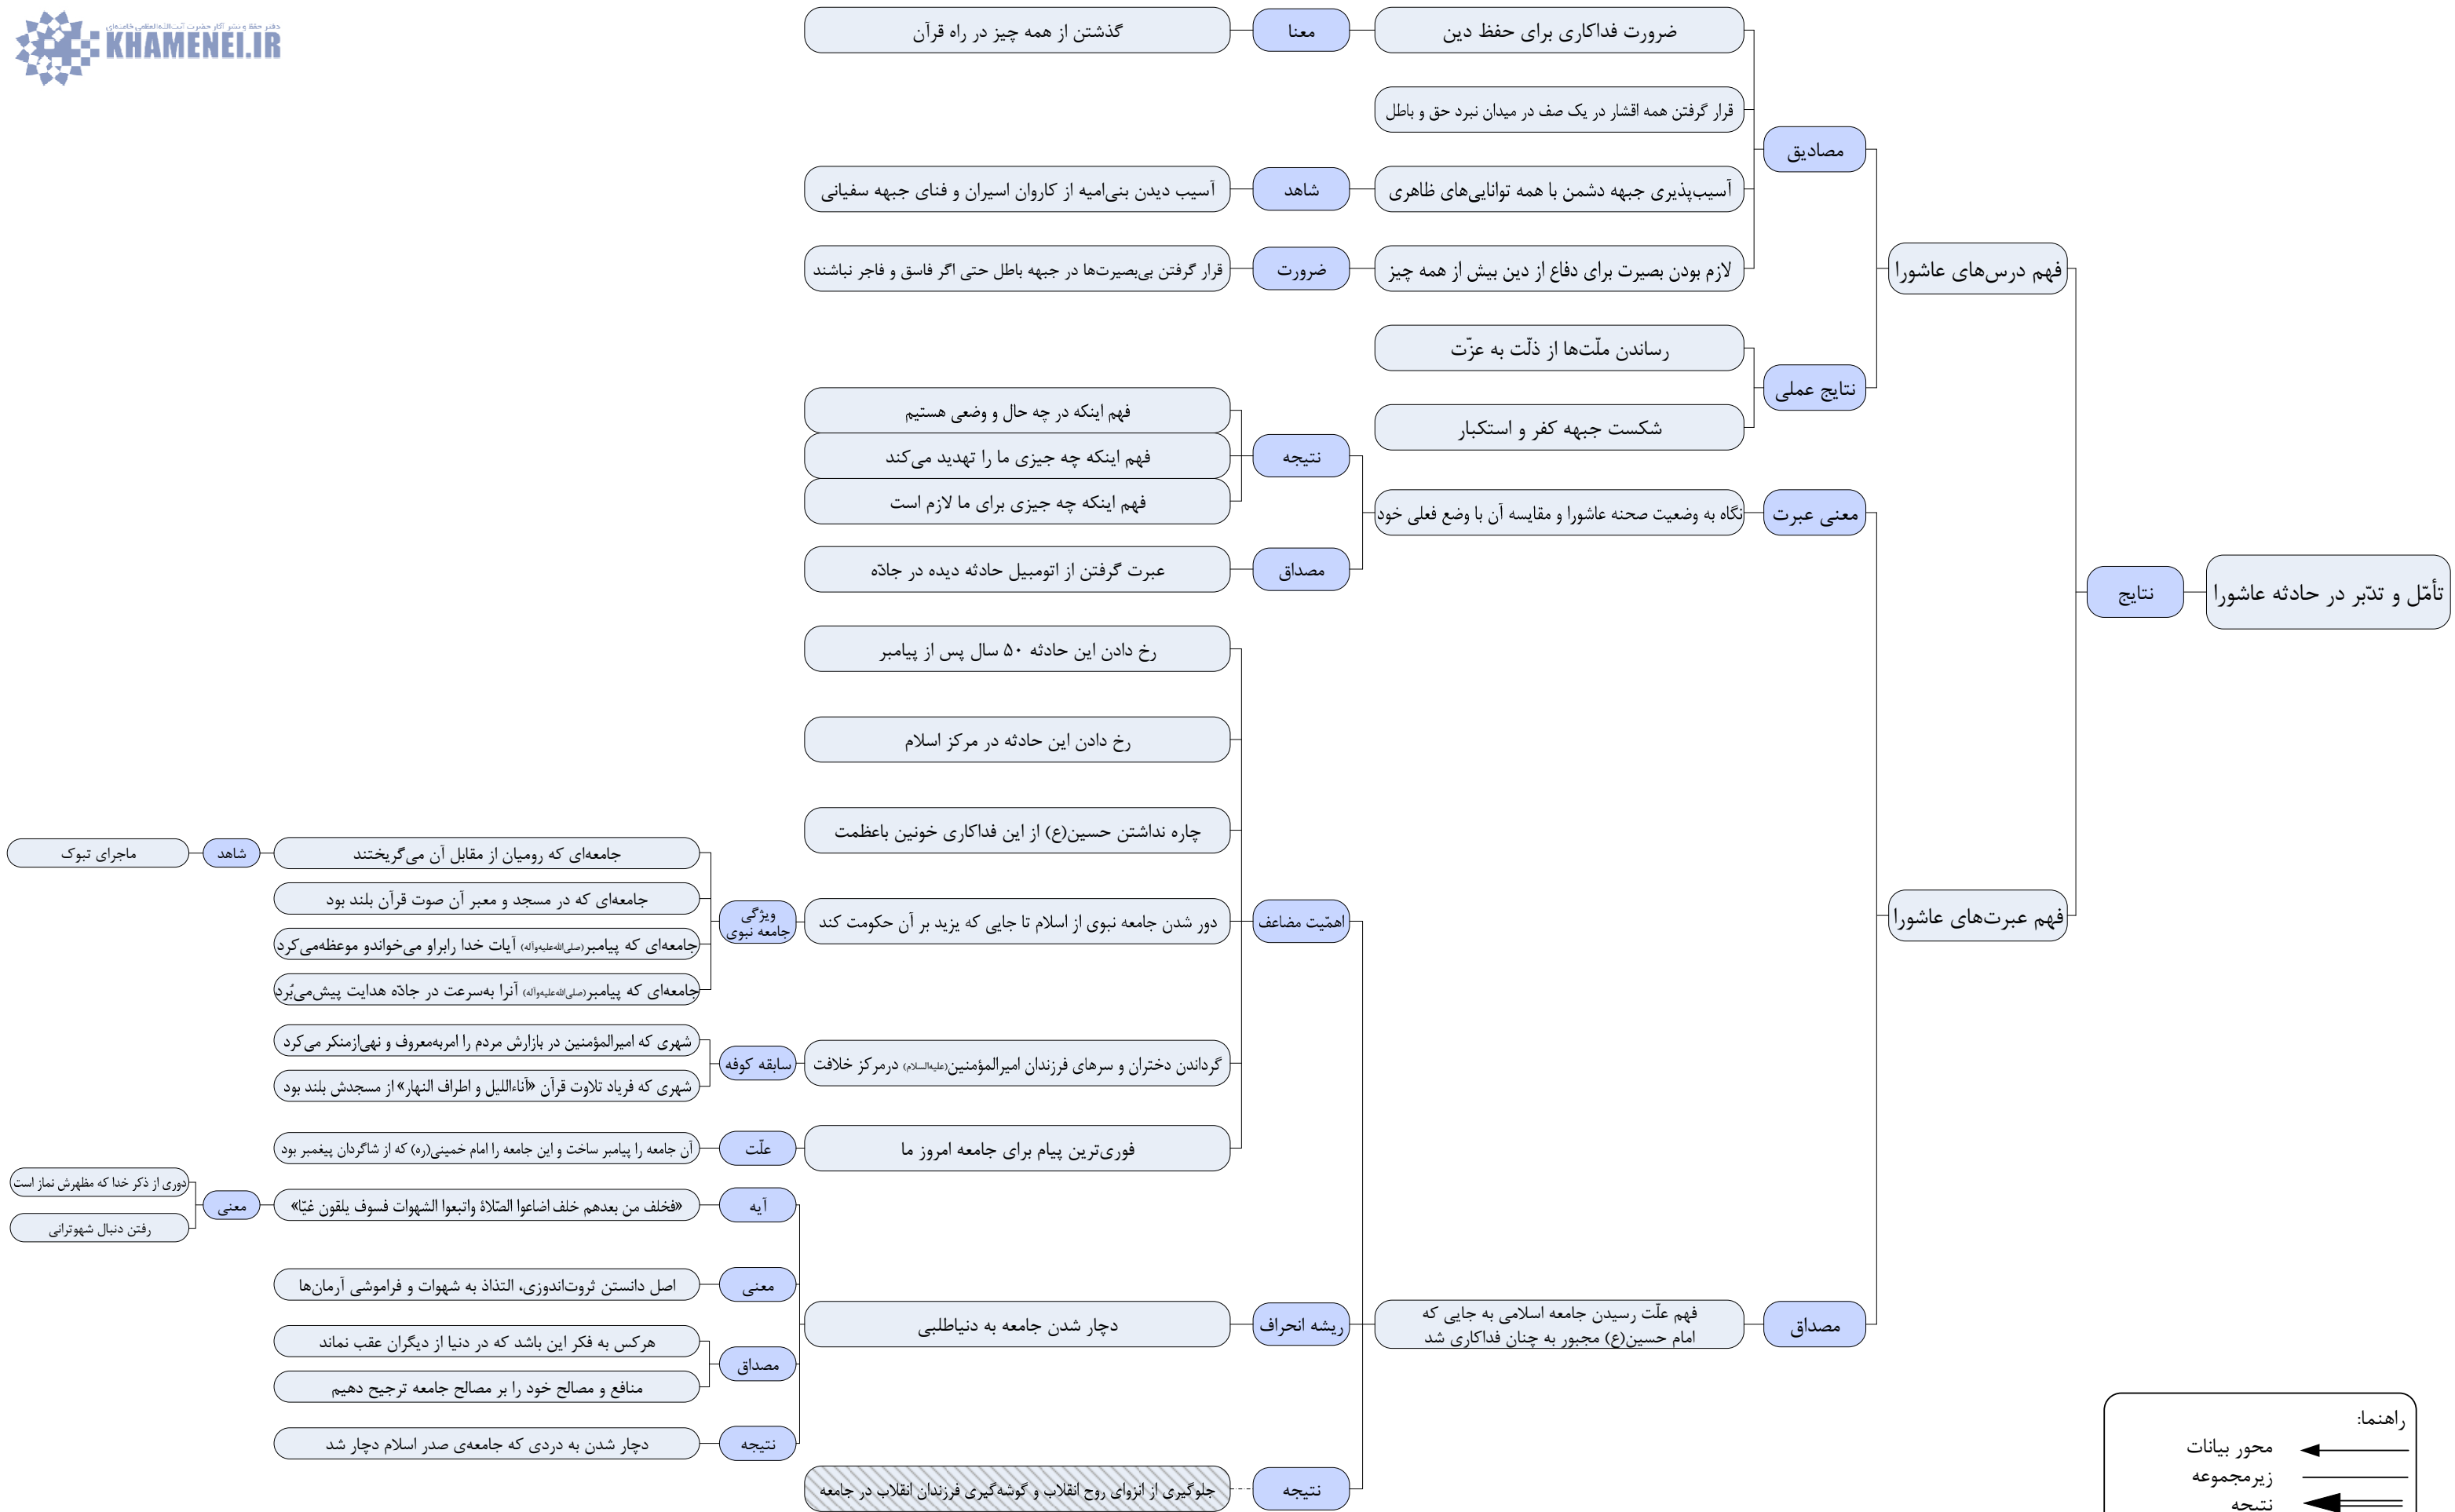 دفتر حفظ و نشر آثار حضرت آیت‌الله‌العظمی خامنه‌ای
KHAMENEI.IR
تأمّل و تدّبر در حادثه عاشورا
نتایج
فهم درس‌های عاشورا
مصادیق
ضرورت فداکاری برای حفظ دین
معنا
گذشتن از همه چیز در راه قرآن
قرار گرفتن همه اقشار در یک صف در میدان نبرد حق و باطل
آسیب‌پذیری جبهه دشمن با همه توانایی‌های ظاهری
شاهد
آسیب دیدن بنی‌امیه از کاروان اسیران و فنای جبهه سفیانی
لازم بودن بصیرت برای دفاع از دین بیش از همه چیز
ضرورت
قرار گرفتن بی‌بصیرت‌ها در جبهه باطل حتی اگر فاسق و فاجر نباشند
نتایج عملی
رساندن ملّت‌ها از ذلّت به عزّت
شکست جبهه کفر و استکبار
فهم عبرت‌های عاشورا
معنی عبرت
نگاه به وضعیت صحنه عاشورا و مقایسه آن با وضع فعلی خود
نتیجه
فهم اینکه در چه حال و وضعی هستیم
فهم اینکه چه جیزی ما را تهدید می‌کند
فهم اینکه چه جیزی برای ما لازم است
مصداق
عبرت گرفتن از اتومبیل حادثه دیده در جادّه
مصداق
فهم علّت رسیدن جامعه اسلامی به جایی که
امام حسین(ع) مجبور به چنان فداکاری شد
اهمّیت مضاعف
رخ دادن این حادثه ۵۰ سال پس از پیامبر
رخ دادن این حادثه در مرکز اسلام
چاره نداشتن حسین(ع) از این فداکاری خونین باعظمت
دور شدن جامعه نبوی از اسلام تا جایی که یزید بر آن حکومت کند
ویژگی
جامعه نبوی
جامعه‌ای که رومیان از مقابل آن می‌گریختند
شاهد
ماجرای تبوک
جامعه‌ای که در مسجد و معبر آن صوت قرآن بلند بود
جامعه‌ای که پیامبر(صلی‌الله‌علیه‌وآله) آیات خدا رابراو می‌خواندو موعظه‌می‌کرد
جامعه‌ای که پیامبر(صلی‌الله‌علیه‌وآله) آنرا به‌سرعت در جادّه هدایت پیش‌می‌بُرد
گرداندن دختران و سرهای فرزندان امیرالمؤمنین(علیه‌السلام) درمرکز خلافت
سابقه کوفه
شهری که امیرالمؤمنین در بازارش مردم را امربه‌معروف و نهی‌ازمنکر می‌کرد
شهری که فریاد تلاوت قرآن «آناءاللیل و اطراف النهار» از مسجدش بلند بود
فوری‌ترین پیام برای جامعه امروز ما
علّت
آن جامعه را پیامبر ساخت و این جامعه را امام خمینی(ره) که از شاگردان پیغمبر بود
ریشه انحراف
دچار شدن جامعه به دنیاطلبی
آیه
«فخلف من بعدهم خلف اضاعوا الصّلاة واتبعوا الشهوات فسوف یلقون غیّا»
معنی
دوری از ذکر خدا که مظهرش نماز است
رفتن دنبال شهوترانی
معنی
اصل دانستن ثروت‌اندوزی، التذاذ به شهوات و فراموشی آرمان‌ها
مصداق
هرکس به فکر این باشد که در دنیا از دیگران عقب نماند
منافع و مصالح خود را بر مصالح جامعه ترجیح دهیم
نتیجه
دچار شدن به دردی که جامعه‌ی صدر اسلام دچار شد
نتیجه
جلوگیری از انزوای روح انقلاب و گوشه‌گیری فرزندان انقلاب در جامعه
راهنما:
محور بیانات
زیرمجموعه
نتیجه